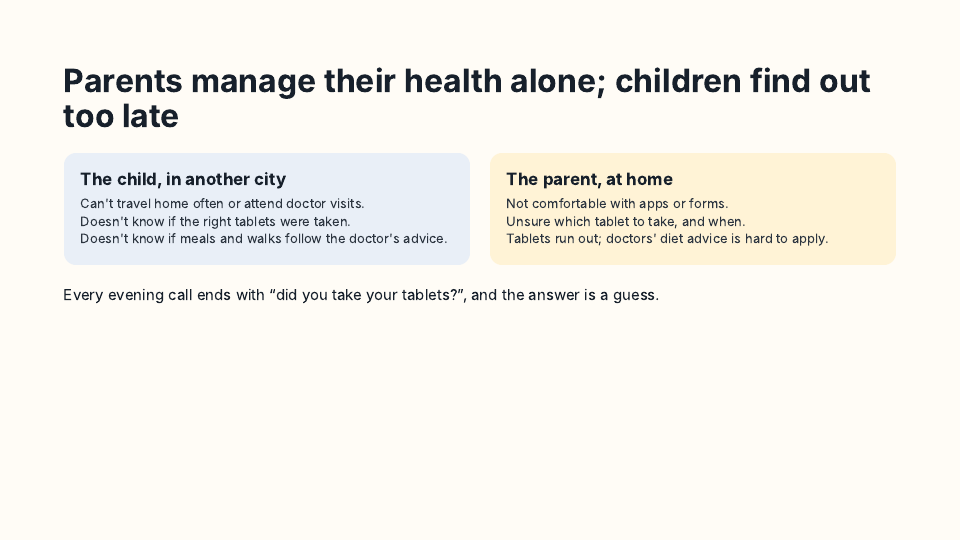 Parents manage their health alone; children find out
too late
The child, in another city
Can't travel home often or attend doctor visits.
Doesn't know if the right tablets were taken.
Doesn't know if meals and walks follow the doctor's advice.
The parent, at home
Not comfortable with apps or forms.
Unsure which tablet to take, and when.
Tablets run out; doctors' diet advice is hard to apply.
Every evening call ends with “did you take your tablets?”, and the answer is a guess.